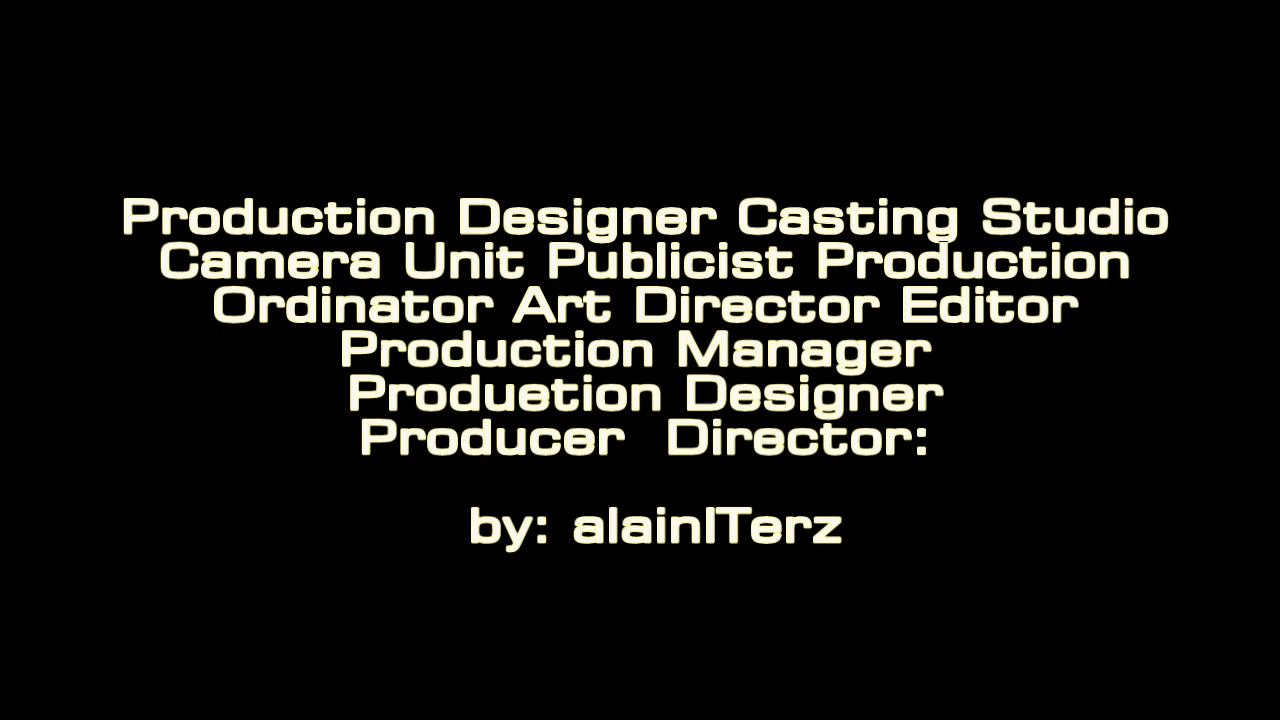 Production Designer Casting Studio
Camera Unit Publicist Production
Ordinator Art Director Editor
Production Manager
Produetion Designer
Producer Director:
by: alainITerz